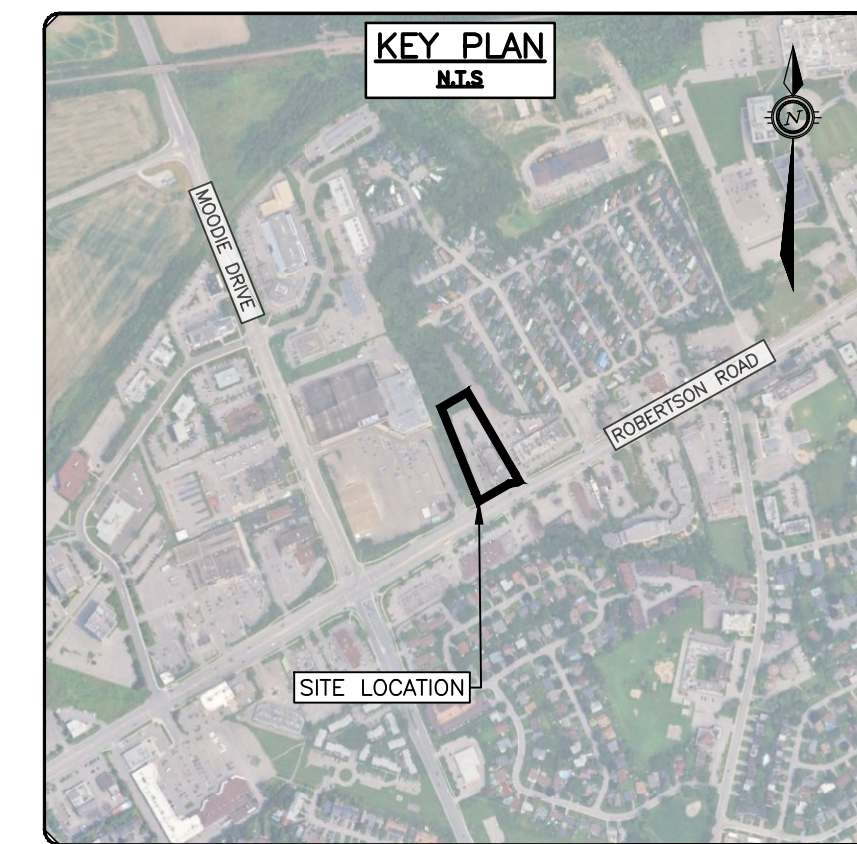 KEY PLAN
N.T.S
N
MOODIE DRIVE
ROBERTSON ROAD
SITE LOCATION